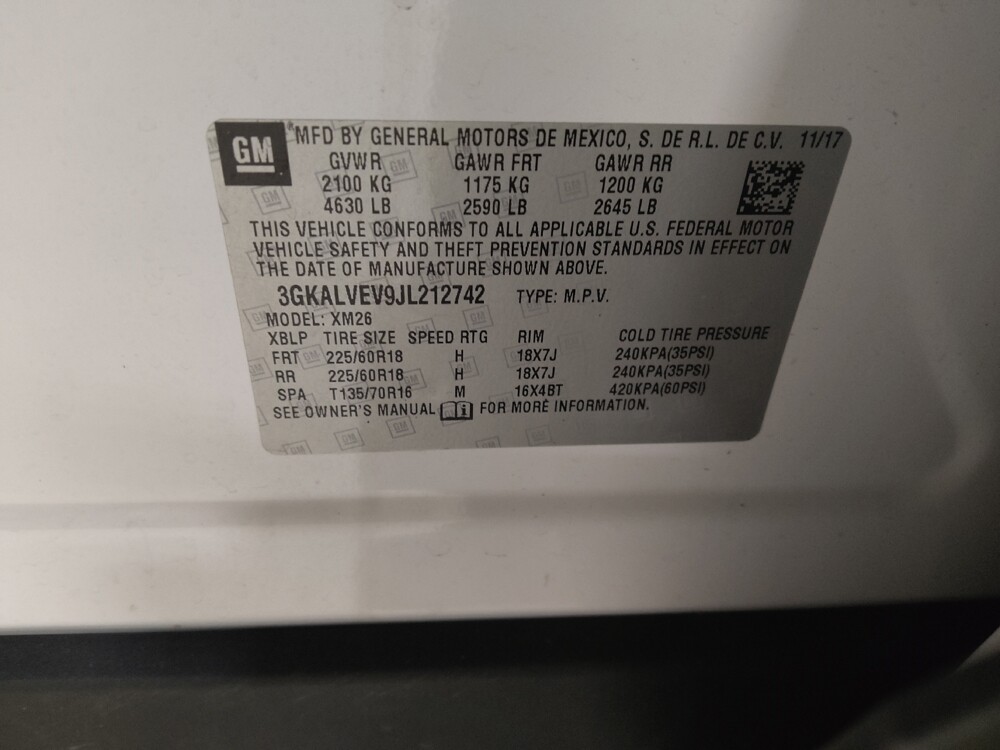 GM *MFD BY GENERAL MOTORS DE MEXICO, S. DE R.L. DE C.V. 11/17
GVWR GAWR FRT GAWR RR
2100 KG 1175 KG 1200 KG
4630 LB 2590 LB 2645 LB
THIS VEHICLE CONFORMS TO ALL APPLICABLE U.S. FEDERAL MOTOR
VEHICLE SAFETY AND THEFT PREVENTION STANDARDS IN EFFECT ON
THE DATE OF MANUFACTURE SHOWN ABOVE.
3GKALVEV9JL212742 TYPE: M.P.V.
MODEL: XM26
XBLP TIRE SIZE SPEED RTG RIM COLD TIRE PRESSURE
FRT 225/60R18 H 18X7J 240KPA(35PSI)
RR 225/60R18 H 18X7J 240KPA(35PSI)
SPA T135/70R16 M 16X4BT 420KPA(60PSI)
SEE OWNER'S MANUAL FOR MORE INFORMATION.